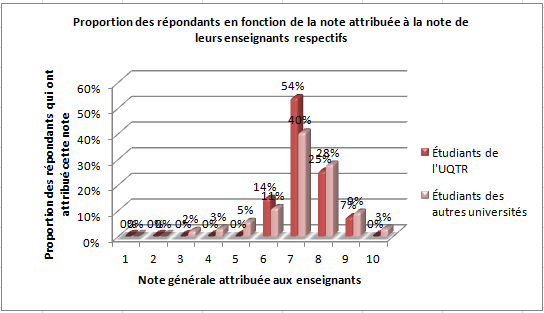 Proportion des répondants en fonction de la note attribuée à la note de
leurs enseignants respectifs
Proportion des répondants qui ont
attribué cette note
60%
50%
40%
30%
20%
10%
0%
54%
40%
25%
28%
14%
11%
7%
5%
3%
2%
0%
0%
0%
0%
0%
0%
3%
1 2 3 4 5 6 7 8 9 10
Note générale attribuée aux enseignants
Étudiants de
l'UQTR
Étudiants des
autres universités